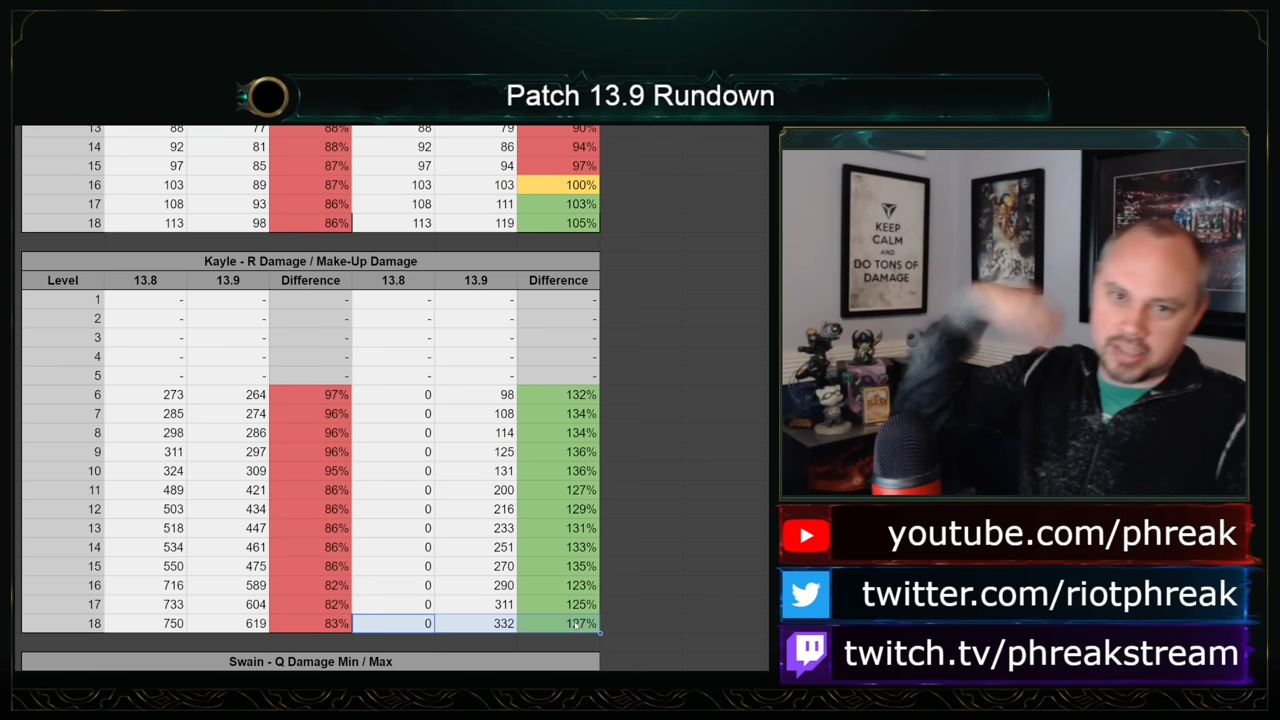 Patch 13.9 Rundown
13 88 77 88% 88 79 90%
14 92 81 88% 92 86 94%
15 97 85 87% 97 94 97%
16 103 89 87% 103 103 100%
17 108 93 86% 108 111 103%
18 113 98 86% 113 119 105%
Kayle - R Damage / Make-Up Damage
Level 13.8 13.9 Difference 13.8 13.9 Difference
1 - - - - - -
2 - - - - - -
3 - - - - - -
4 - - - - - -
5 - - - - - -
6 273 264 97% 0 98 132%
7 285 274 96% 0 108 134%
8 298 286 96% 0 114 134%
9 311 297 96% 0 125 136%
10 324 309 95% 0 131 136%
11 489 421 86% 0 200 127%
12 503 434 86% 0 216 129%
13 518 447 86% 0 233 131%
14 534 461 86% 0 251 133%
15 550 475 86% 0 270 135%
16 716 589 82% 0 290 123%
17 733 604 82% 0 311 125%
18 750 619 83% 0 332
Swain - Q Damage Min / Max
KEEP
CALM
AND
DO TONS OF
DAMAGE
youtube.com/phreak
twitter.com/riotphreak
twitch.tv/phreakstream